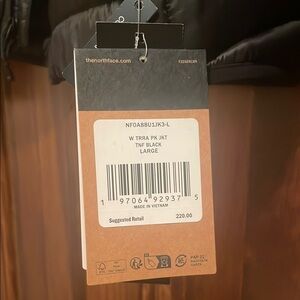 thenorthface.com
NF0A88U1JK3-L
W TRRA PK JKT
TNF BLACK
LARGE
1 97064 92937 5
MADE IN VIETNAM
Suggested Retail 220.00